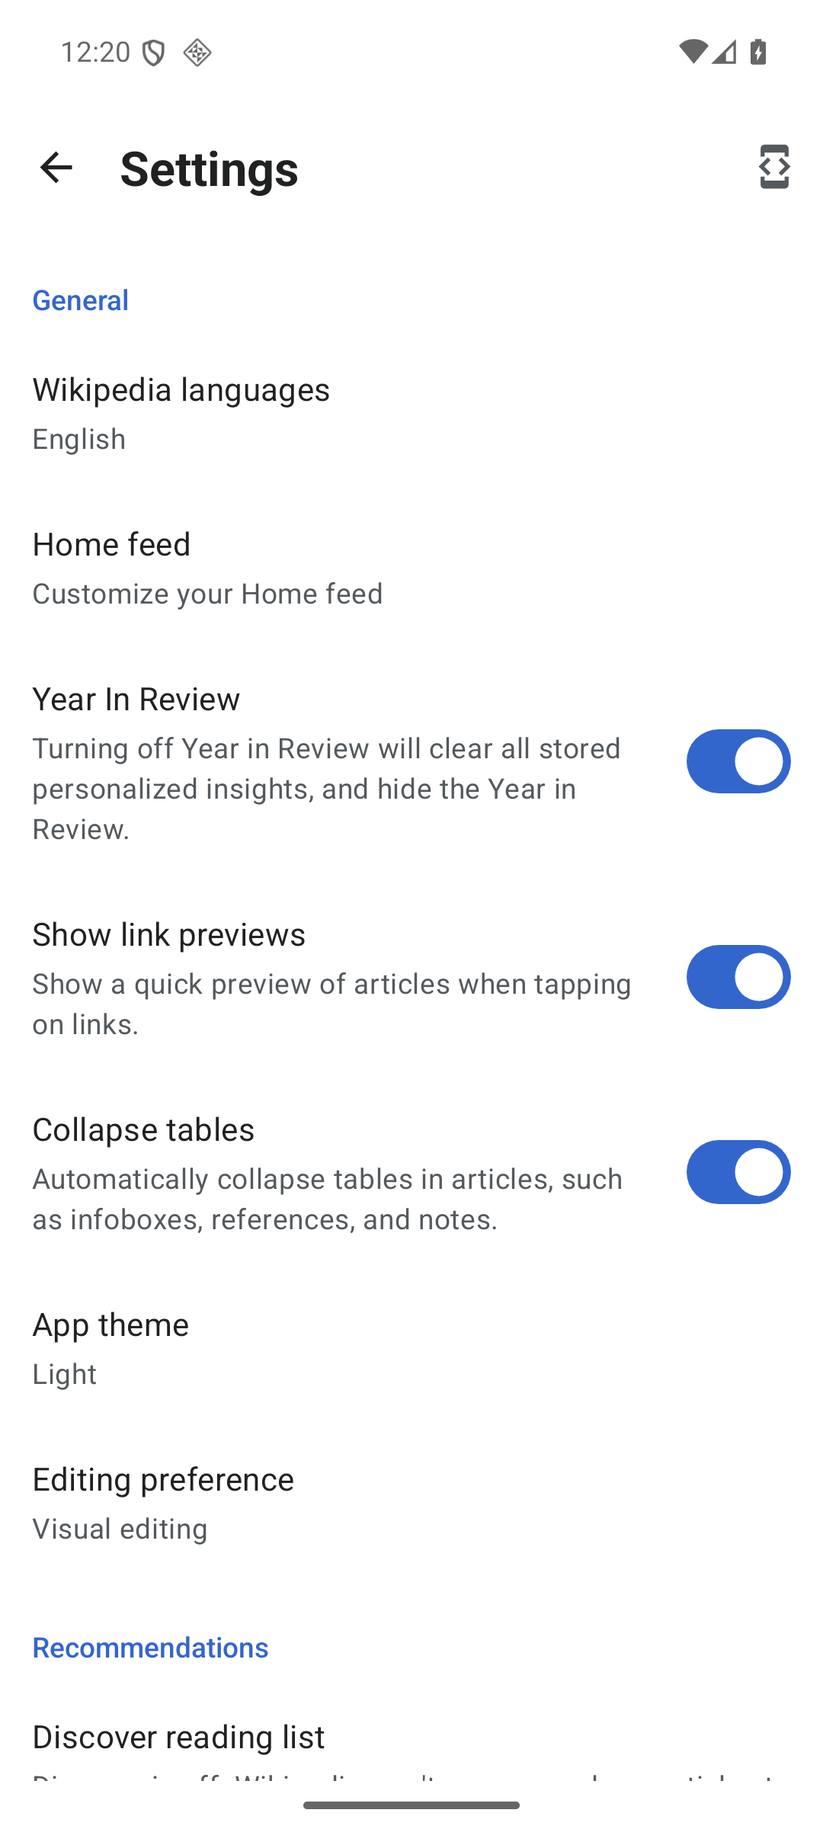 12:20
Settings
General
Wikipedia languages
English
Home feed
Customize your Home feed
Year In Review
Turning off Year in Review will clear all stored
personalized insights, and hide the Year in
Review.
Show link previews
Show a quick preview of articles when tapping
on links.
Collapse tables
Automatically collapse tables in articles, such
as infoboxes, references, and notes.
App theme
Light
Editing preference
Visual editing
Recommendations
Discover reading list